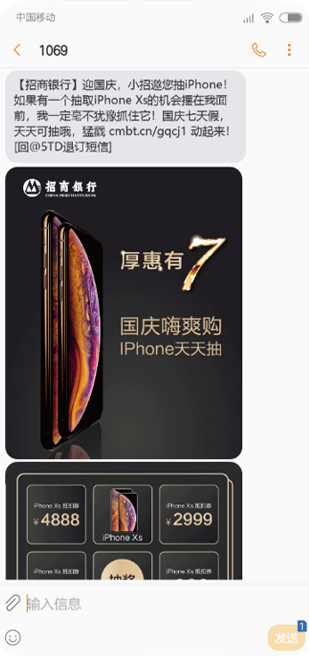 中国移动
1069
【招商银行】迎国庆，小招邀您抽iPhone！
如果有一个抽取iPhone Xs的机会摆在我面
前，我一定毫不犹豫抓住它！国庆七天假，
天天可抽哦，猛戳 cmbt.cn/gqcj1 动起来！
[回@STD退订短信]
招商银行
CHINA MERCHANTS BANK
厚惠有7
国庆嗨爽购
IPhone天天抽
iPhone Xs 抵扣券
¥4888
iPhone Xs
iPhone Xs 抵扣券
¥2999
iPhone Xs 抵扣券
抽奖
iPhone Xs 抵扣券
输入信息
1
发送